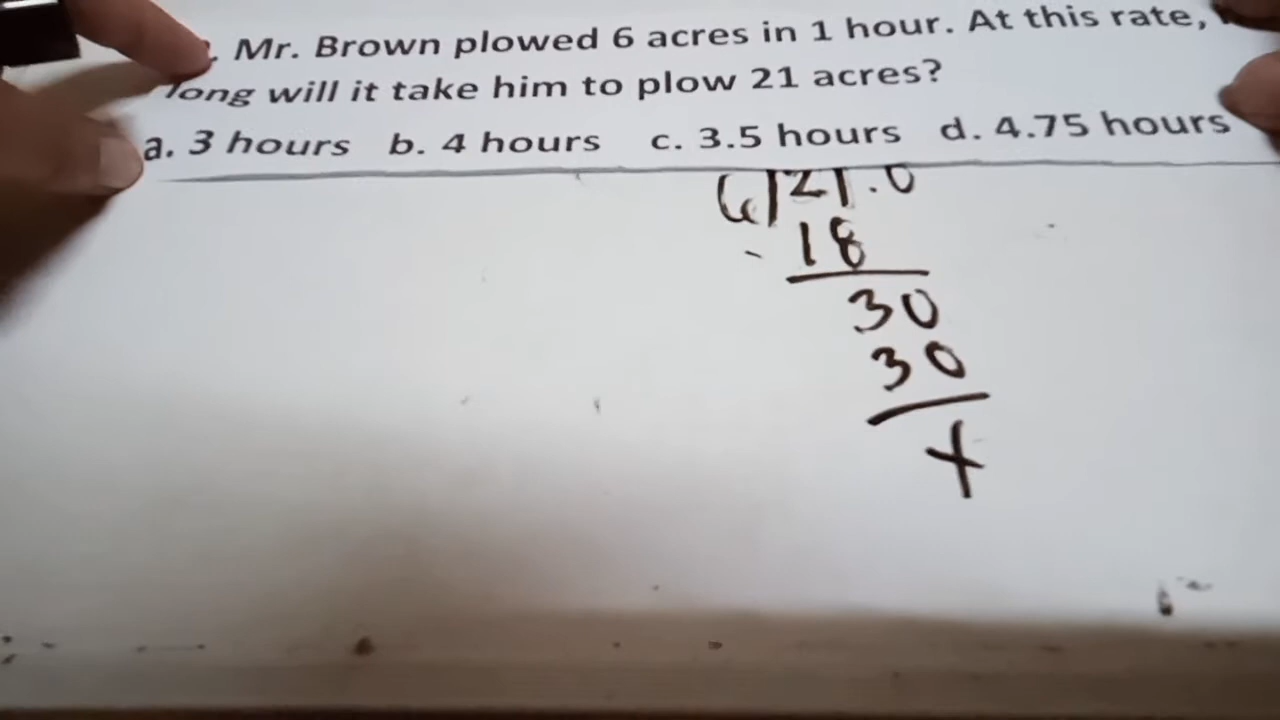 . Mr. Brown plowed 6 acres in 1 hour. At this rate,
long will it take him to plow 21 acres?
a. 3 hours b. 4 hours c. 3.5 hours d. 4.75 hours
6)21.0
- 18
30
30
x